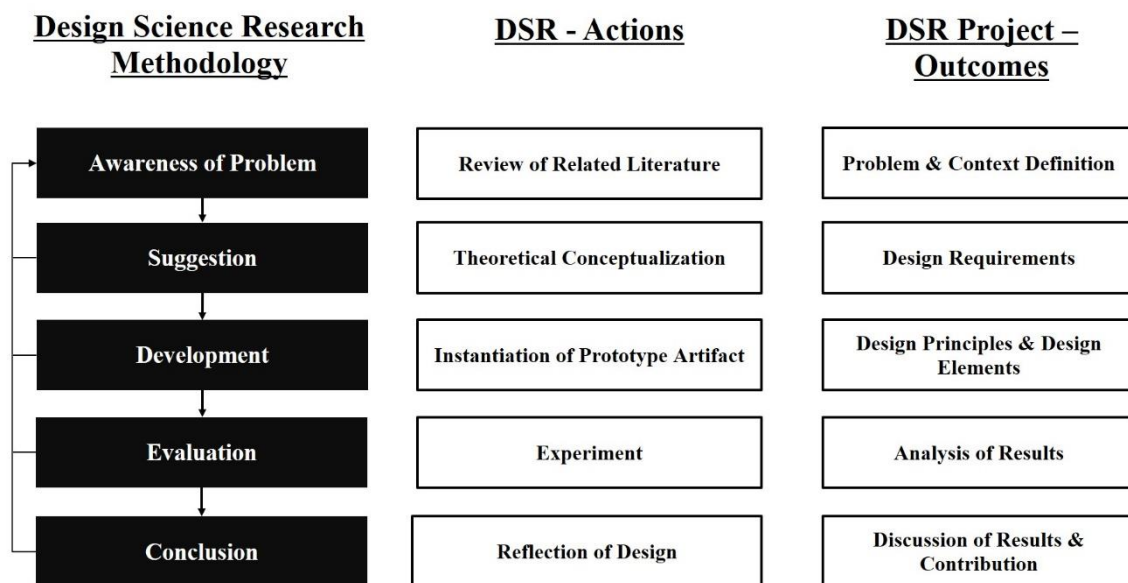 Design Science Research
Methodology
DSR - Actions
DSR Project –
Outcomes
Awareness of Problem
Review of Related Literature
Problem & Context Definition
Suggestion
Theoretical Conceptualization
Design Requirements
Development
Instantiation of Prototype Artifact
Design Principles & Design
Elements
Evaluation
Experiment
Analysis of Results
Conclusion
Reflection of Design
Discussion of Results &
Contribution